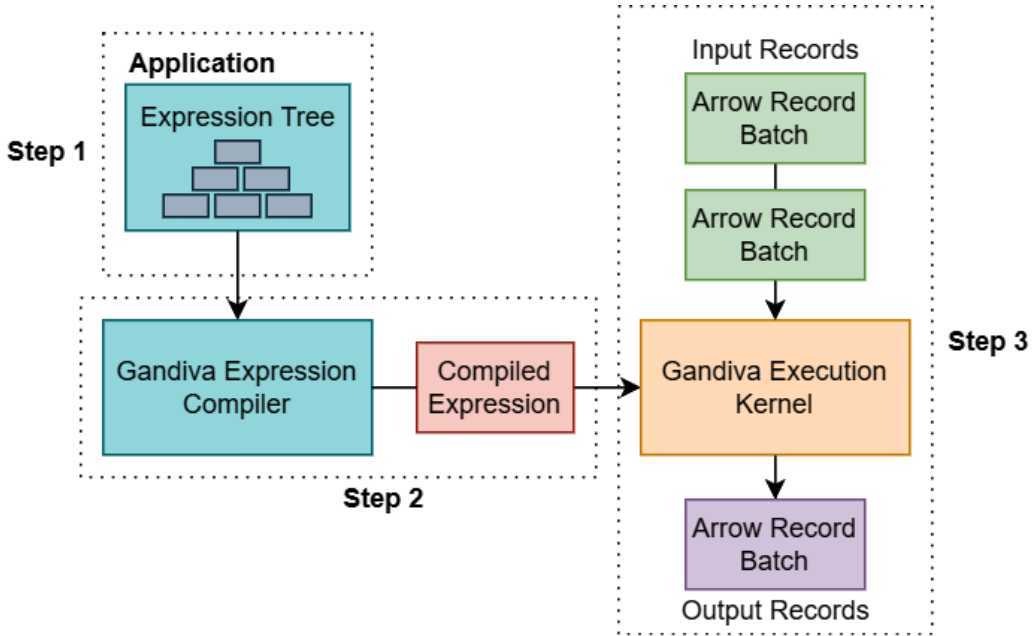 Application
Expression Tree
Step 1
Gandiva Expression
Compiler
Compiled
Expression
Step 2
Input Records
Arrow Record
Batch
Arrow Record
Batch
Gandiva Execution
Kernel
Step 3
Arrow Record
Batch
Output Records